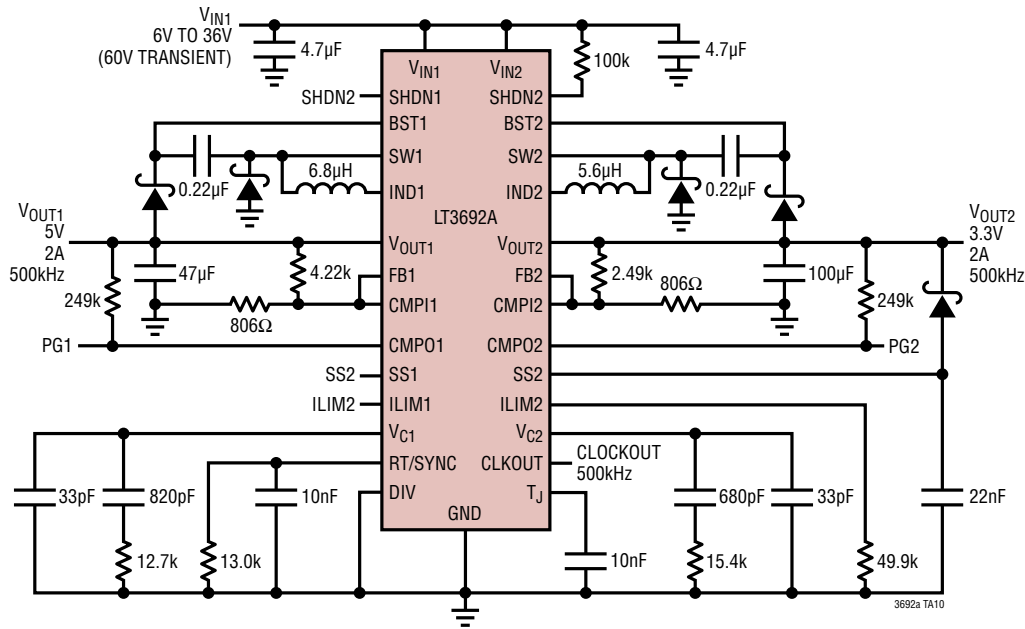 VIN1
6V TO 36V
(60V TRANSIENT)
4.7µF
4.7µF
100k
VIN1
VIN2
SHDN2
SHDN1
SHDN2
BST1
BST2
SW1
SW2
6.8µH
5.6µH
0.22µF
0.22µF
IND1
IND2
LT3692A
VOUT1
5V
2A
500kHz
VOUT2
3.3V
2A
500kHz
VOUT1
VOUT2
47µF
4.22k
2.49k
100µF
FB1
FB2
249k
806Ω
806Ω
249k
CMPI1
CMPI2
PG1
CMPO1
CMPO2
PG2
SS2
SS1
SS2
ILIM2
ILIM1
ILIM2
VC1
VC2
RT/SYNC
CLKOUT
CLOCKOUT
500kHz
33pF
820pF
10nF
DIV
TJ
680pF
33pF
22nF
GND
12.7k
13.0k
10nF
15.4k
49.9k
3692a TA10